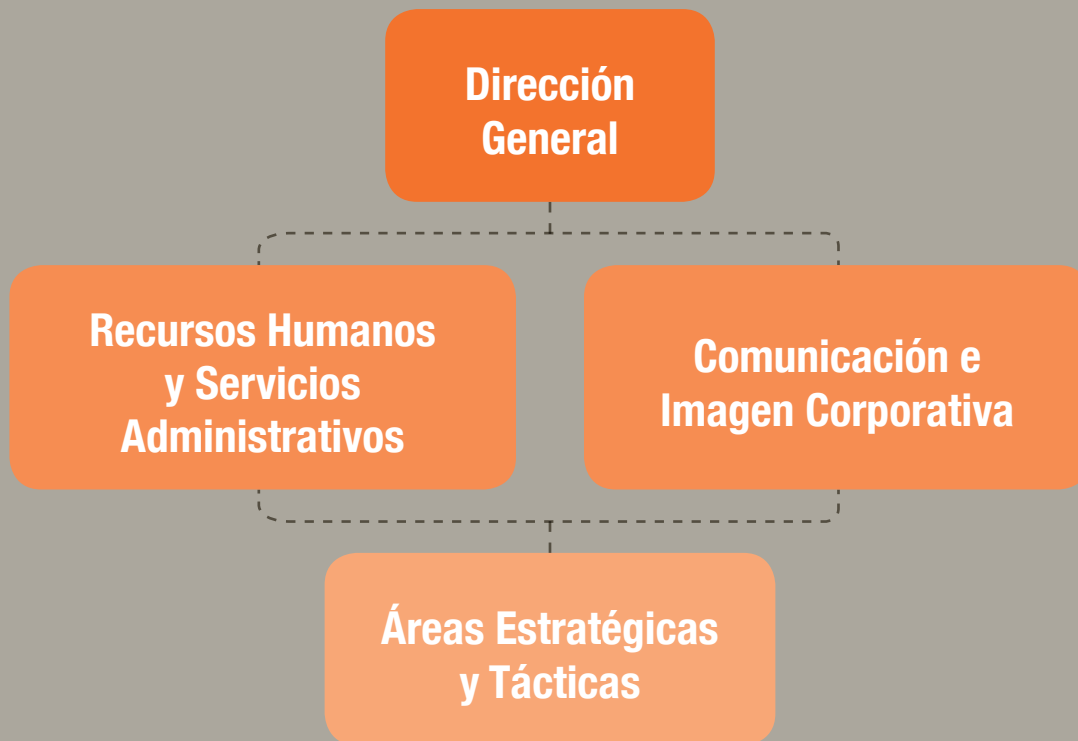 Dirección
General
Recursos Humanos
y Servicios
Administrativos
Comunicación e
Imagen Corporativa
Áreas Estratégicas
y Tácticas